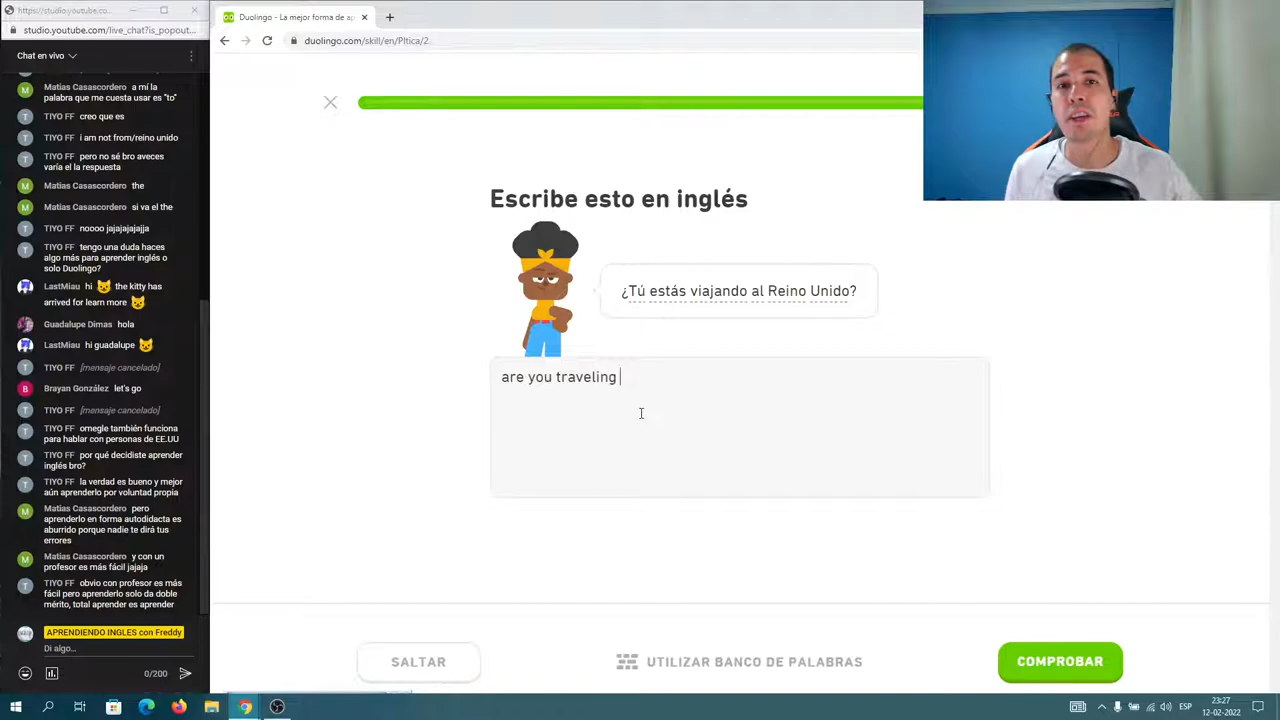 https://studio.youtube.com/li...
studio.youtube.com/live_chat?is_popout...
Chat en vivo
Matias Casascordero a mí la
palabra que me cuesta usar es "to"
TIYO FF creo que es
TIYO FF i am not from/reino unido
TIYO FF pero no sé bro aveces
varía el la respuesta
Matias Casascordero the
Matias Casascordero si va el the
TIYO FF noooo jajajajajja
TIYO FF tengo una duda haces
algo más para aprender inglés o
solo Duolingo?
LastMiau hi the kitty has
arrived for learn more
Guadalupe Dimas hola
LastMiau hi guadalupe
TIYO FF [mensaje cancelado]
Brayan González let's go
TIYO FF [mensaje cancelado]
TIYO FF omegle también funciona
para hablar con personas de EE.UU
TIYO FF por qué decidiste aprender
inglés bro?
TIYO FF la verdad es bueno y mejor
aún aprenderlo por voluntad propia
Matias Casascordero pero
aprenderlo en forma autodidacta es
aburrido porque nadie te dirá tus
errores
Matias Casascordero y con un
profesor es más fácil jajaja
TIYO FF obvio con profesor es más
fácil pero aprenderlo solo da doble
mérito, total aprender es aprender
APRENDIENDO INGLES con Freddy
Di algo...
0/200
Duolingo - La mejor forma de ap
duolingo.com/skill/en/Pltica/2
Escribe esto en inglés
¿Tú estás viajando al Reino Unido?
are you traveling
SALTAR
UTILIZAR BANCO DE PALABRAS
COMPROBAR
ESP
23:27
12-02-2022